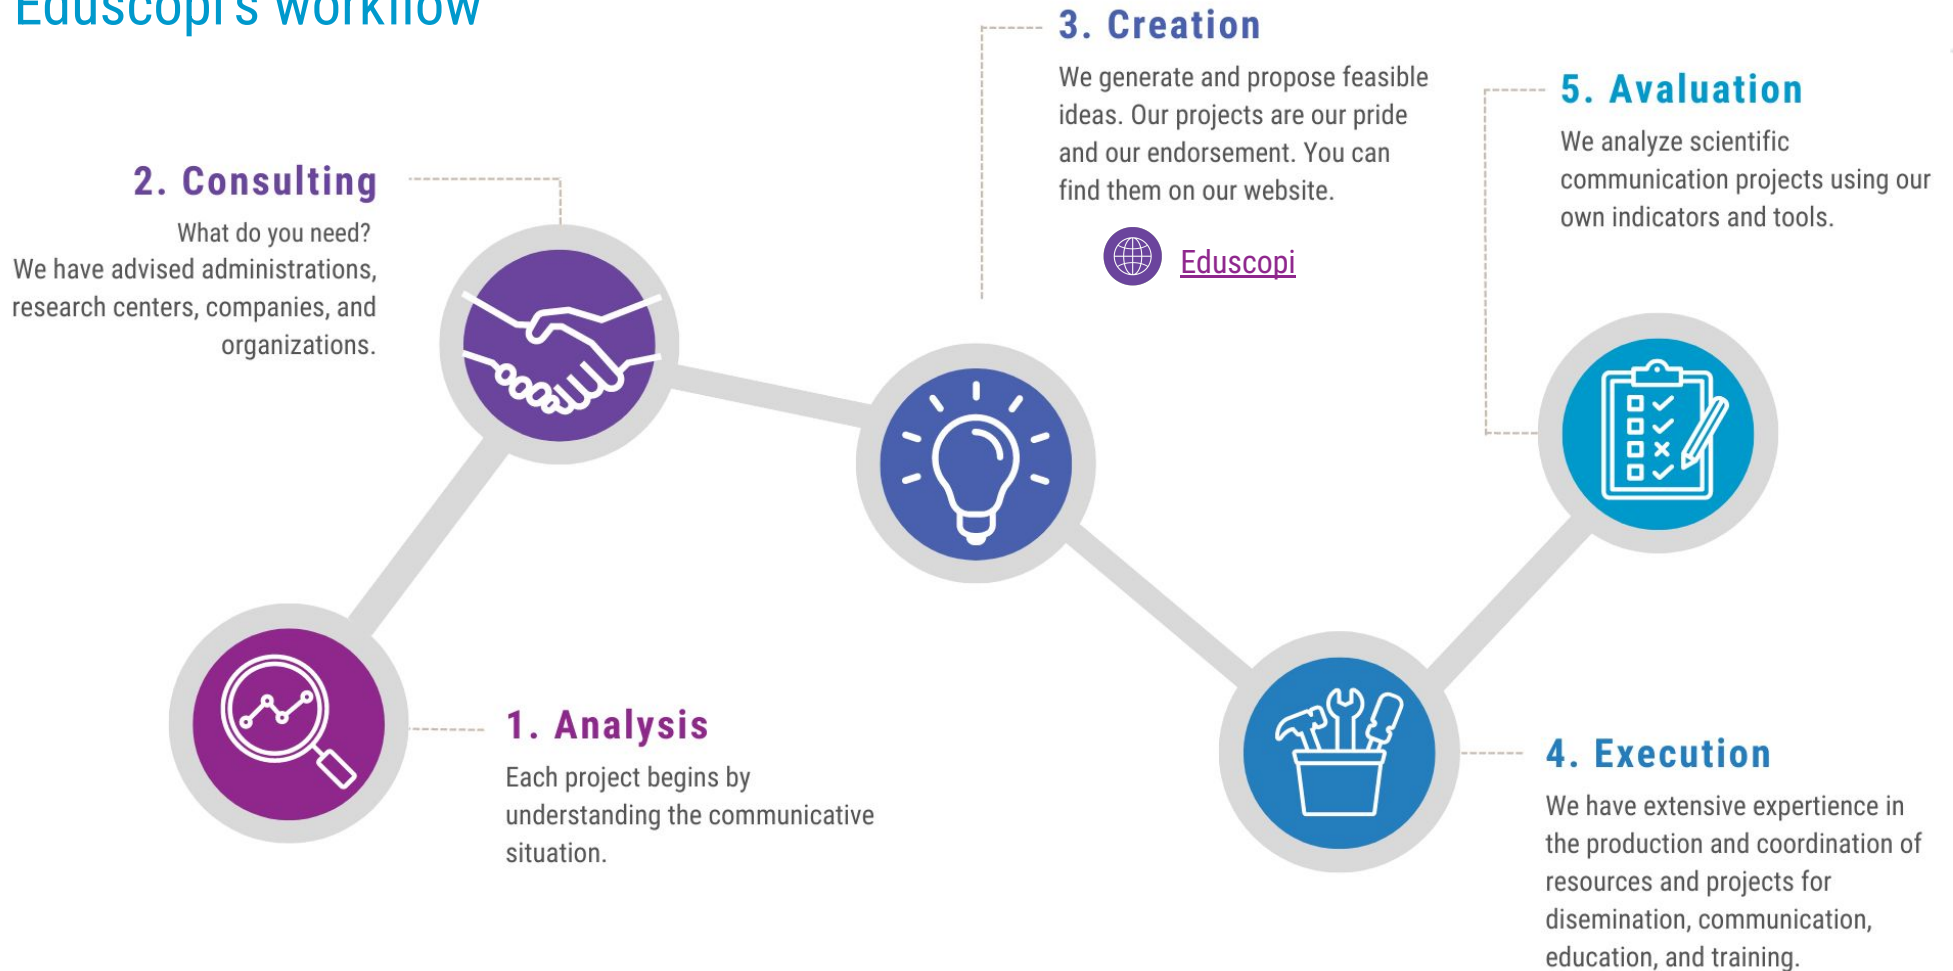 Eduscopi's workflow
2. Consulting
What do you need?
We have advised administrations,
research centers, companies, and
organizations.
1. Analysis
Each project begins by
understanding the communicative
situation.
3. Creation
We generate and propose feasible
ideas. Our projects are our pride
and our endorsement. You can
find them on our website.
Eduscopi
4. Execution
We have extensive expertience in
the production and coordination of
resources and projects for
disemination, communication,
education, and training.
5. Avaluation
We analyze scientific
communication projects using our
own indicators and tools.